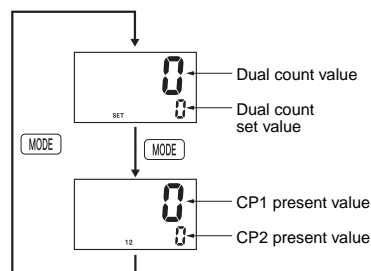 0
Dual count value
SET
0
Dual count
set value
MODE
MODE
0
CP1 present value
12
0
CP2 present value